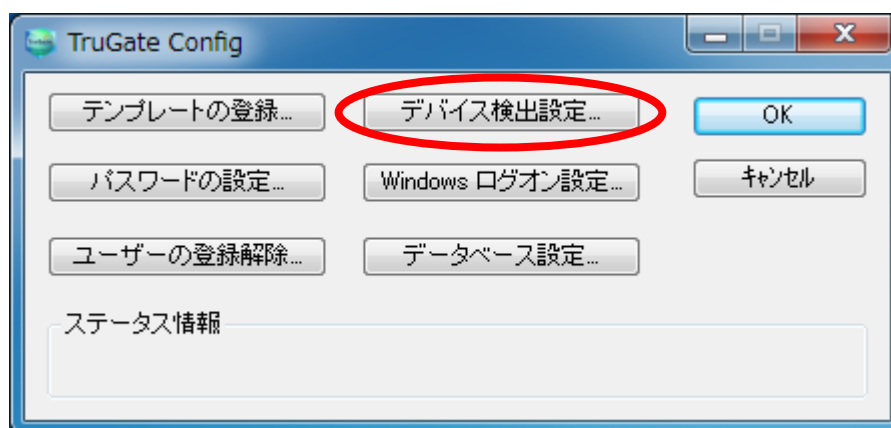 TruGate Config
テンプレートの登録... デバイス検出設定... OK
パスワードの設定... Windows ログオン設定... キャンセル
ユーザーの登録解除... データベース設定...
ステータス情報